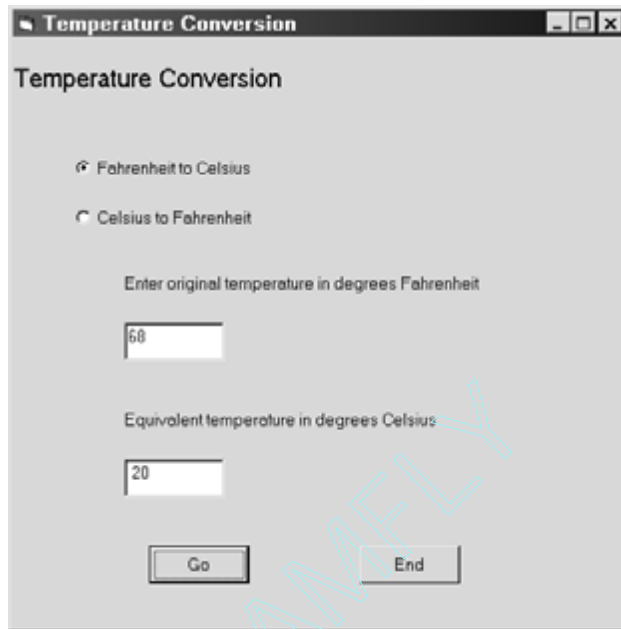 Temperature Conversion
Temperature Conversion
Fahrenheit to Celsius
Celsius to Fahrenheit
Enter original temperature in degrees Fahrenheit
68
Equivalent temperature in degrees Celsius
20
Go
End
AMFLY